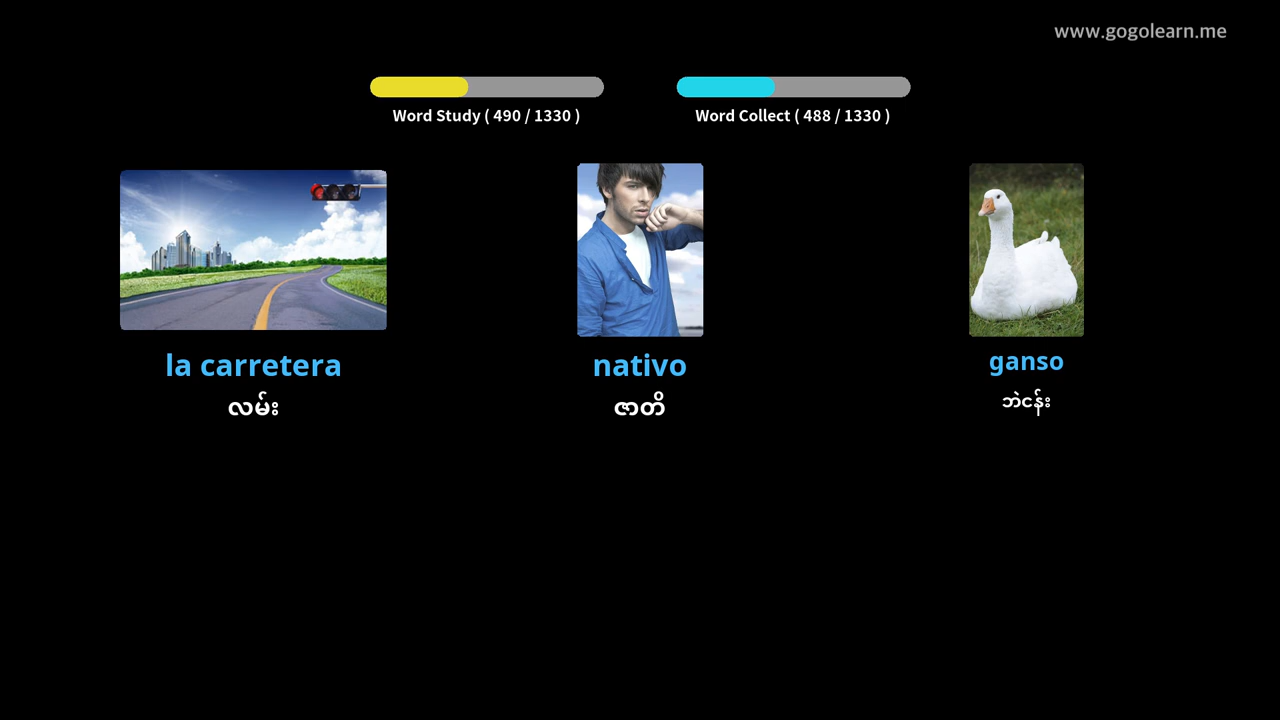 www.gogolearn.me
Word Study ( 490 / 1330 )
Word Collect ( 488 / 1330 )
la carretera
nativo
ganso
လမ်း
ဇာတိ
ဘဲငန်း